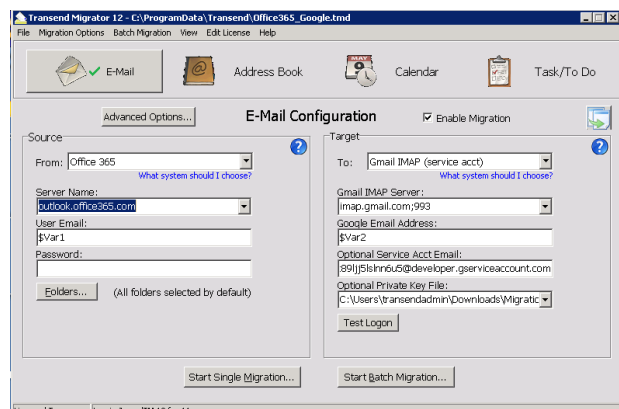 Transend Migrator 12 - C:\ProgramData\Transend\Office365_Google.tmd
File Migration Options Batch Migration View Edit License Help
E-Mail Address Book Calendar Task/To Do
Advanced Options... E-Mail Configuration Enable Migration
Source Target
From: Office 365 To: Gmail IMAP (service acct)
What system should I choose? What system should I choose?
Server Name: Gmail IMAP Server:
outlook.office365.com imap.gmail.com;993
User Email: Google Email Address:
$Var1 $Var2
Password: Optional Service Acct Email:
@developer.gserviceaccount.com
Optional Private Key File:
Folders... (All folders selected by default) C:\Users\transendadmin\Downloads\Migratic
Test Logon
Start Single Migration... Start Batch Migration...